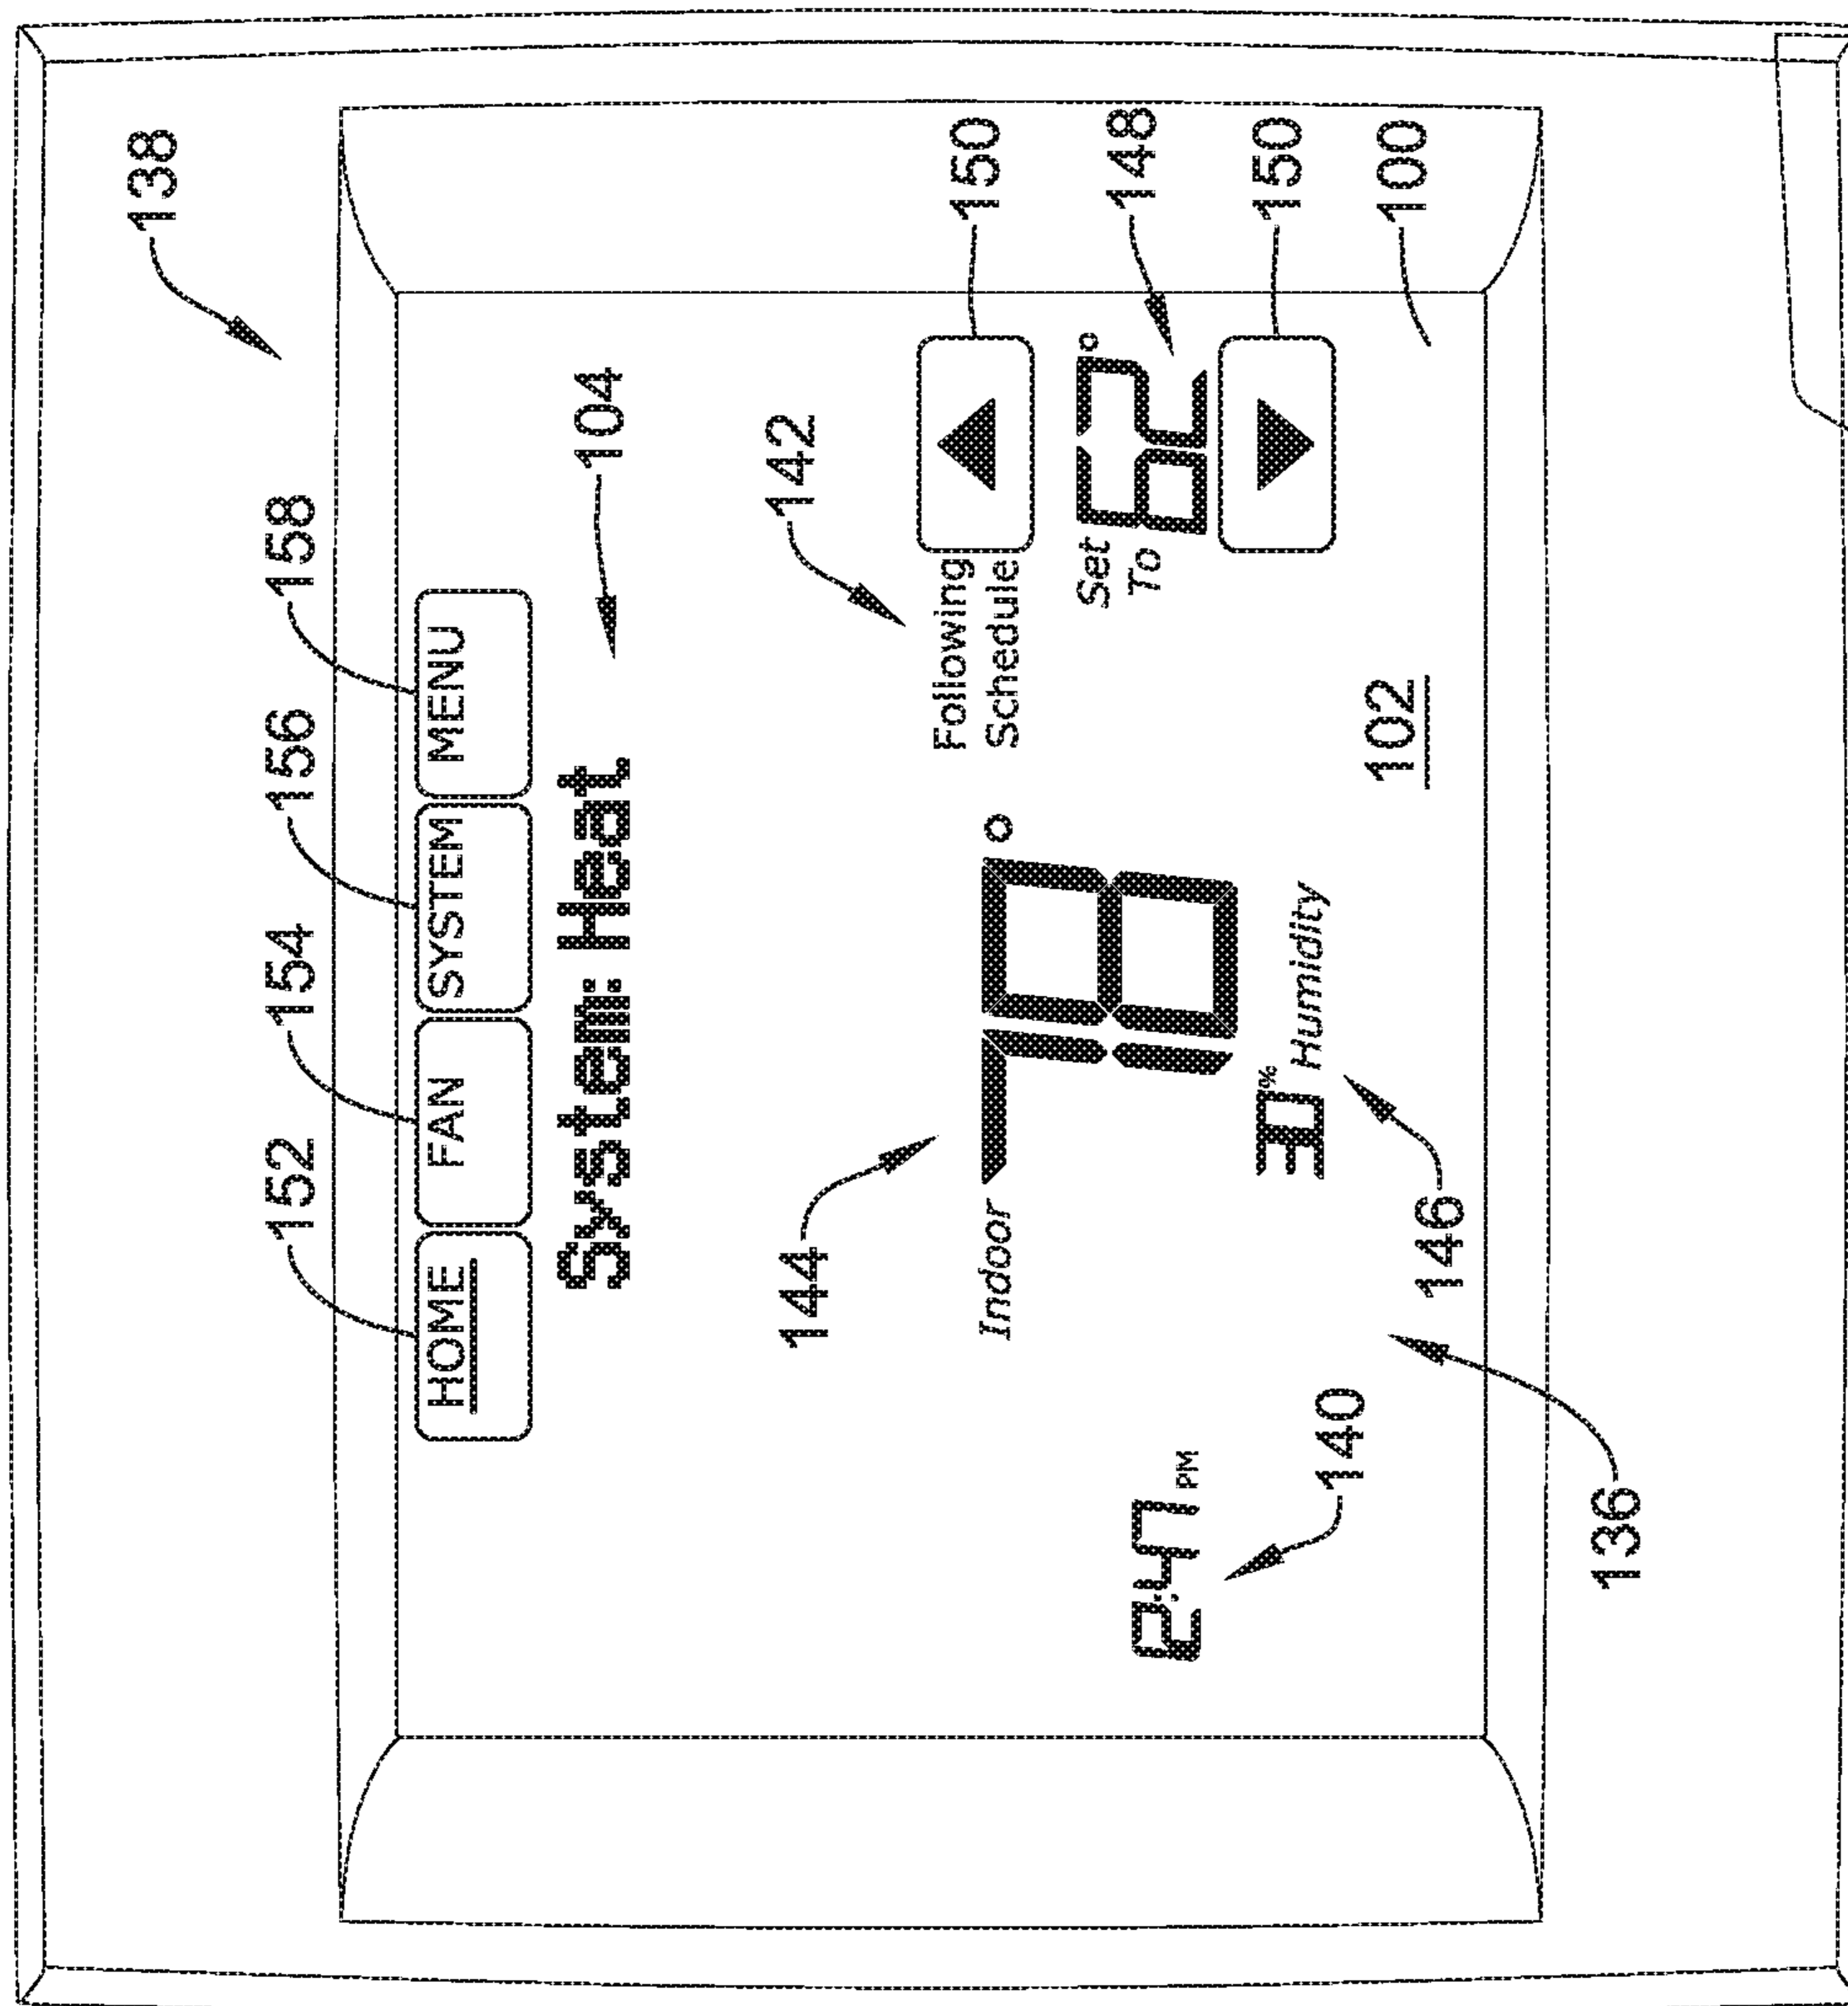 138
152 154 156 158
HOME FAN SYSTEM MENU
104
System: Heat
144 142
Following
Schedule
150
Indoor 78°
Set
To 62°
148
2:47 PM
30% Humidity
150
140 146 102 100
136